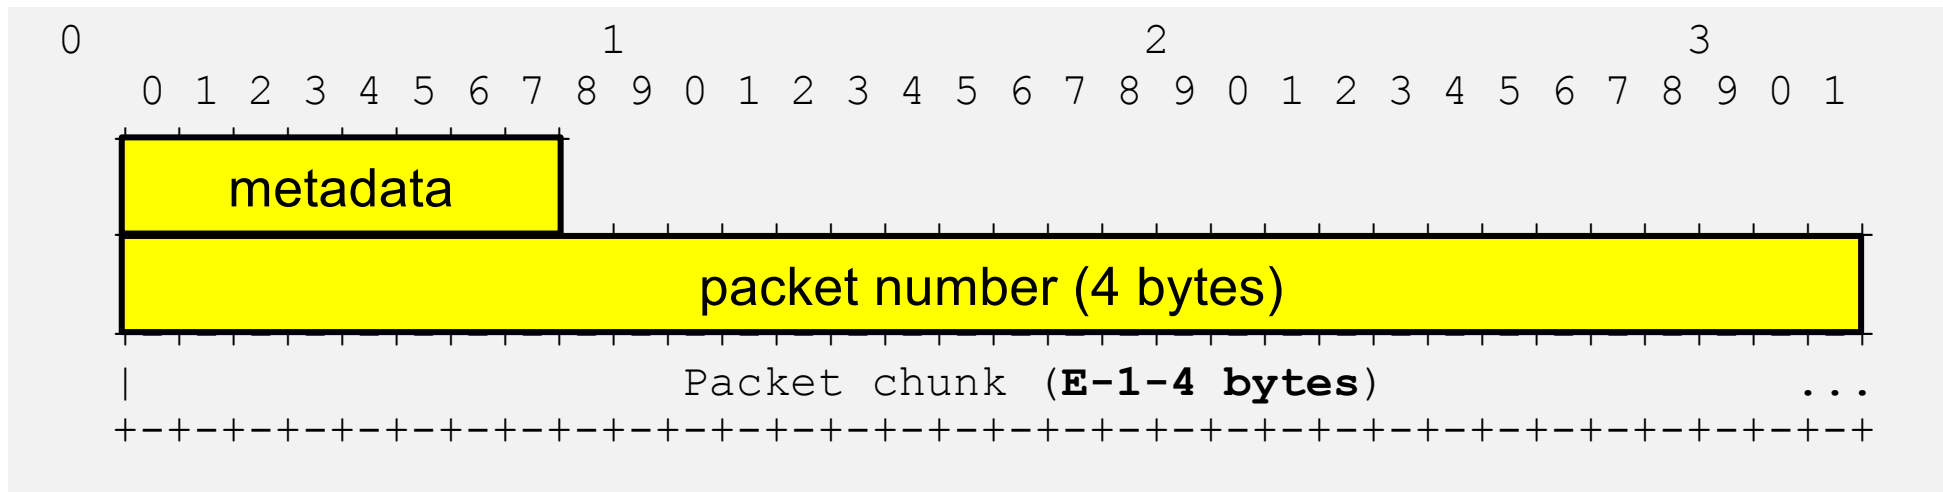 0 1 2 3
0 1 2 3 4 5 6 7 8 9 0 1 2 3 4 5 6 7 8 9 0 1 2 3 4 5 6 7 8 9 0 1
metadata
packet number (4 bytes)
| Packet chunk (E-1-4 bytes) ...
+-+-+-+-+-+-+-+-+-+-+-+-+-+-+-+-+-+-+-+-+-+-+-+-+-+-+-+-+-+-+-+-+